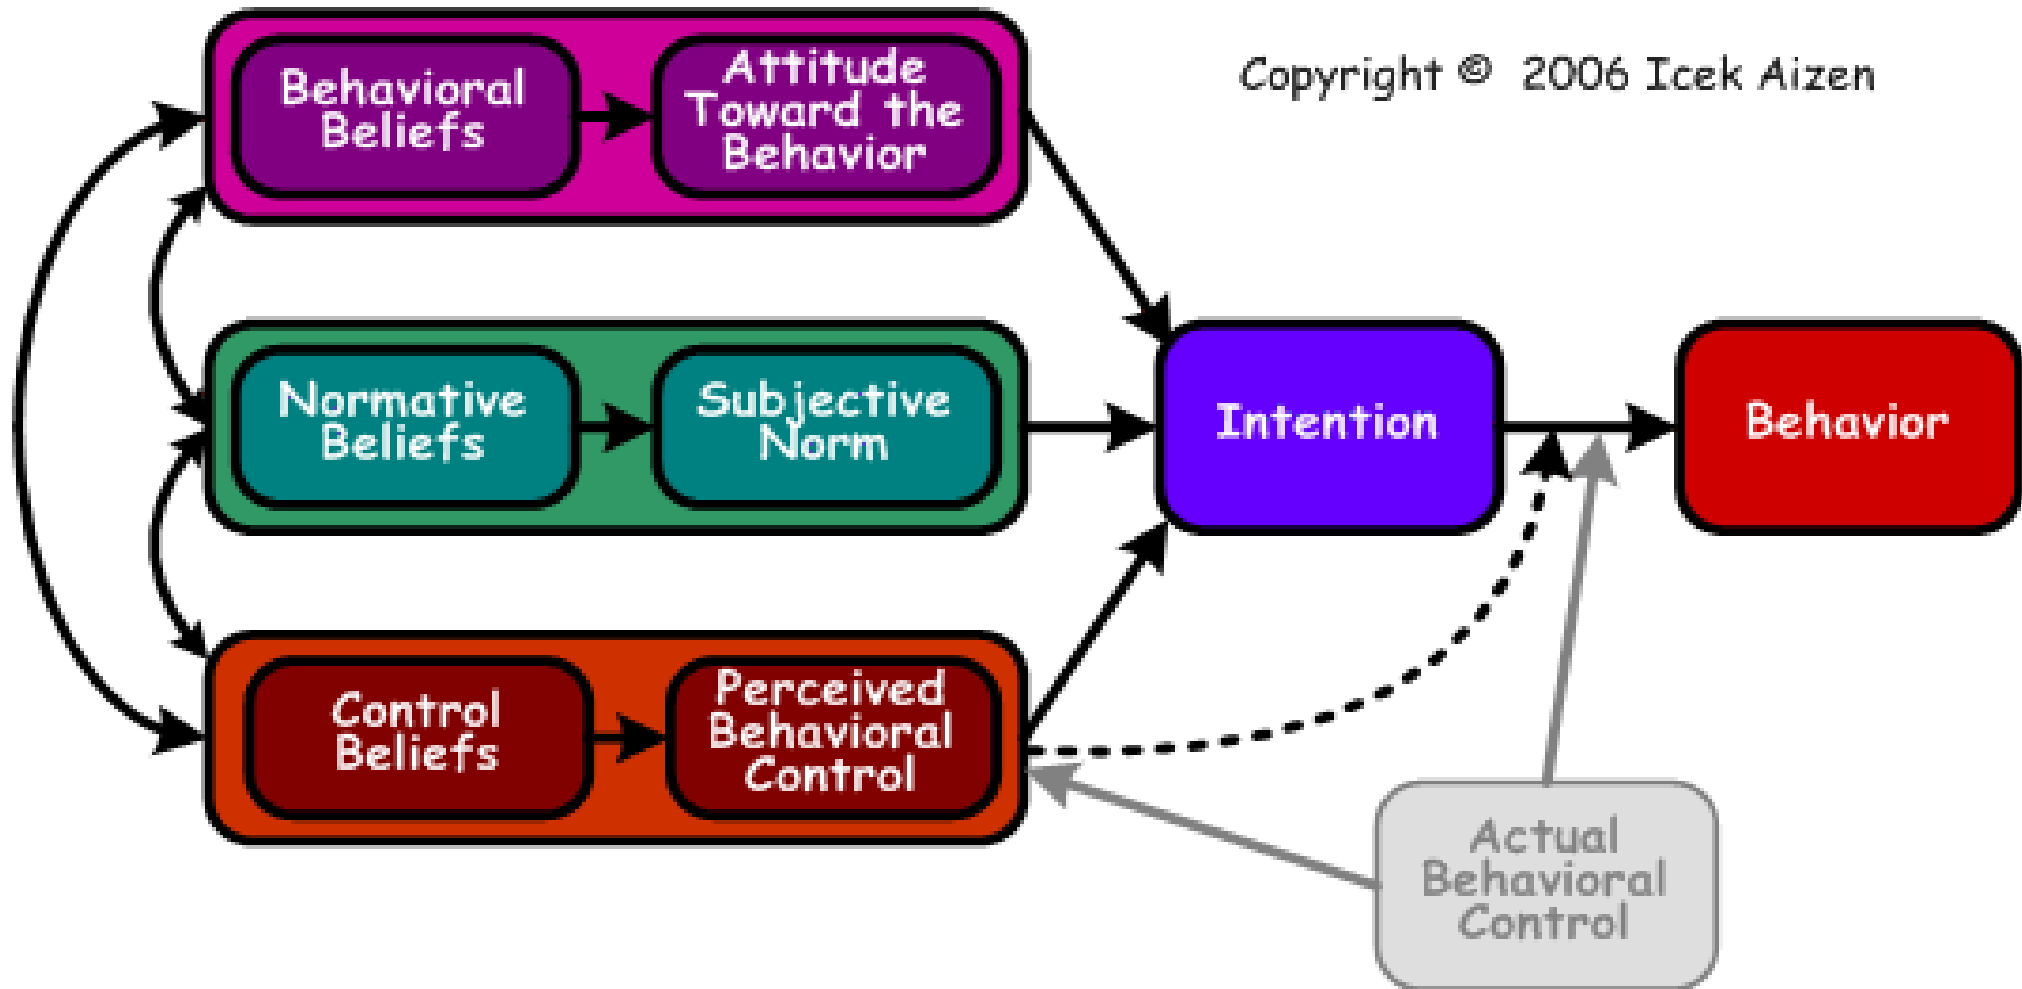 Behavioral
Beliefs
Attitude
Toward the
Behavior
Copyright © 2006 Icek Aizen
Normative
Beliefs
Subjective
Norm
Intention
Behavior
Control
Beliefs
Perceived
Behavioral
Control
Actual
Behavioral
Control